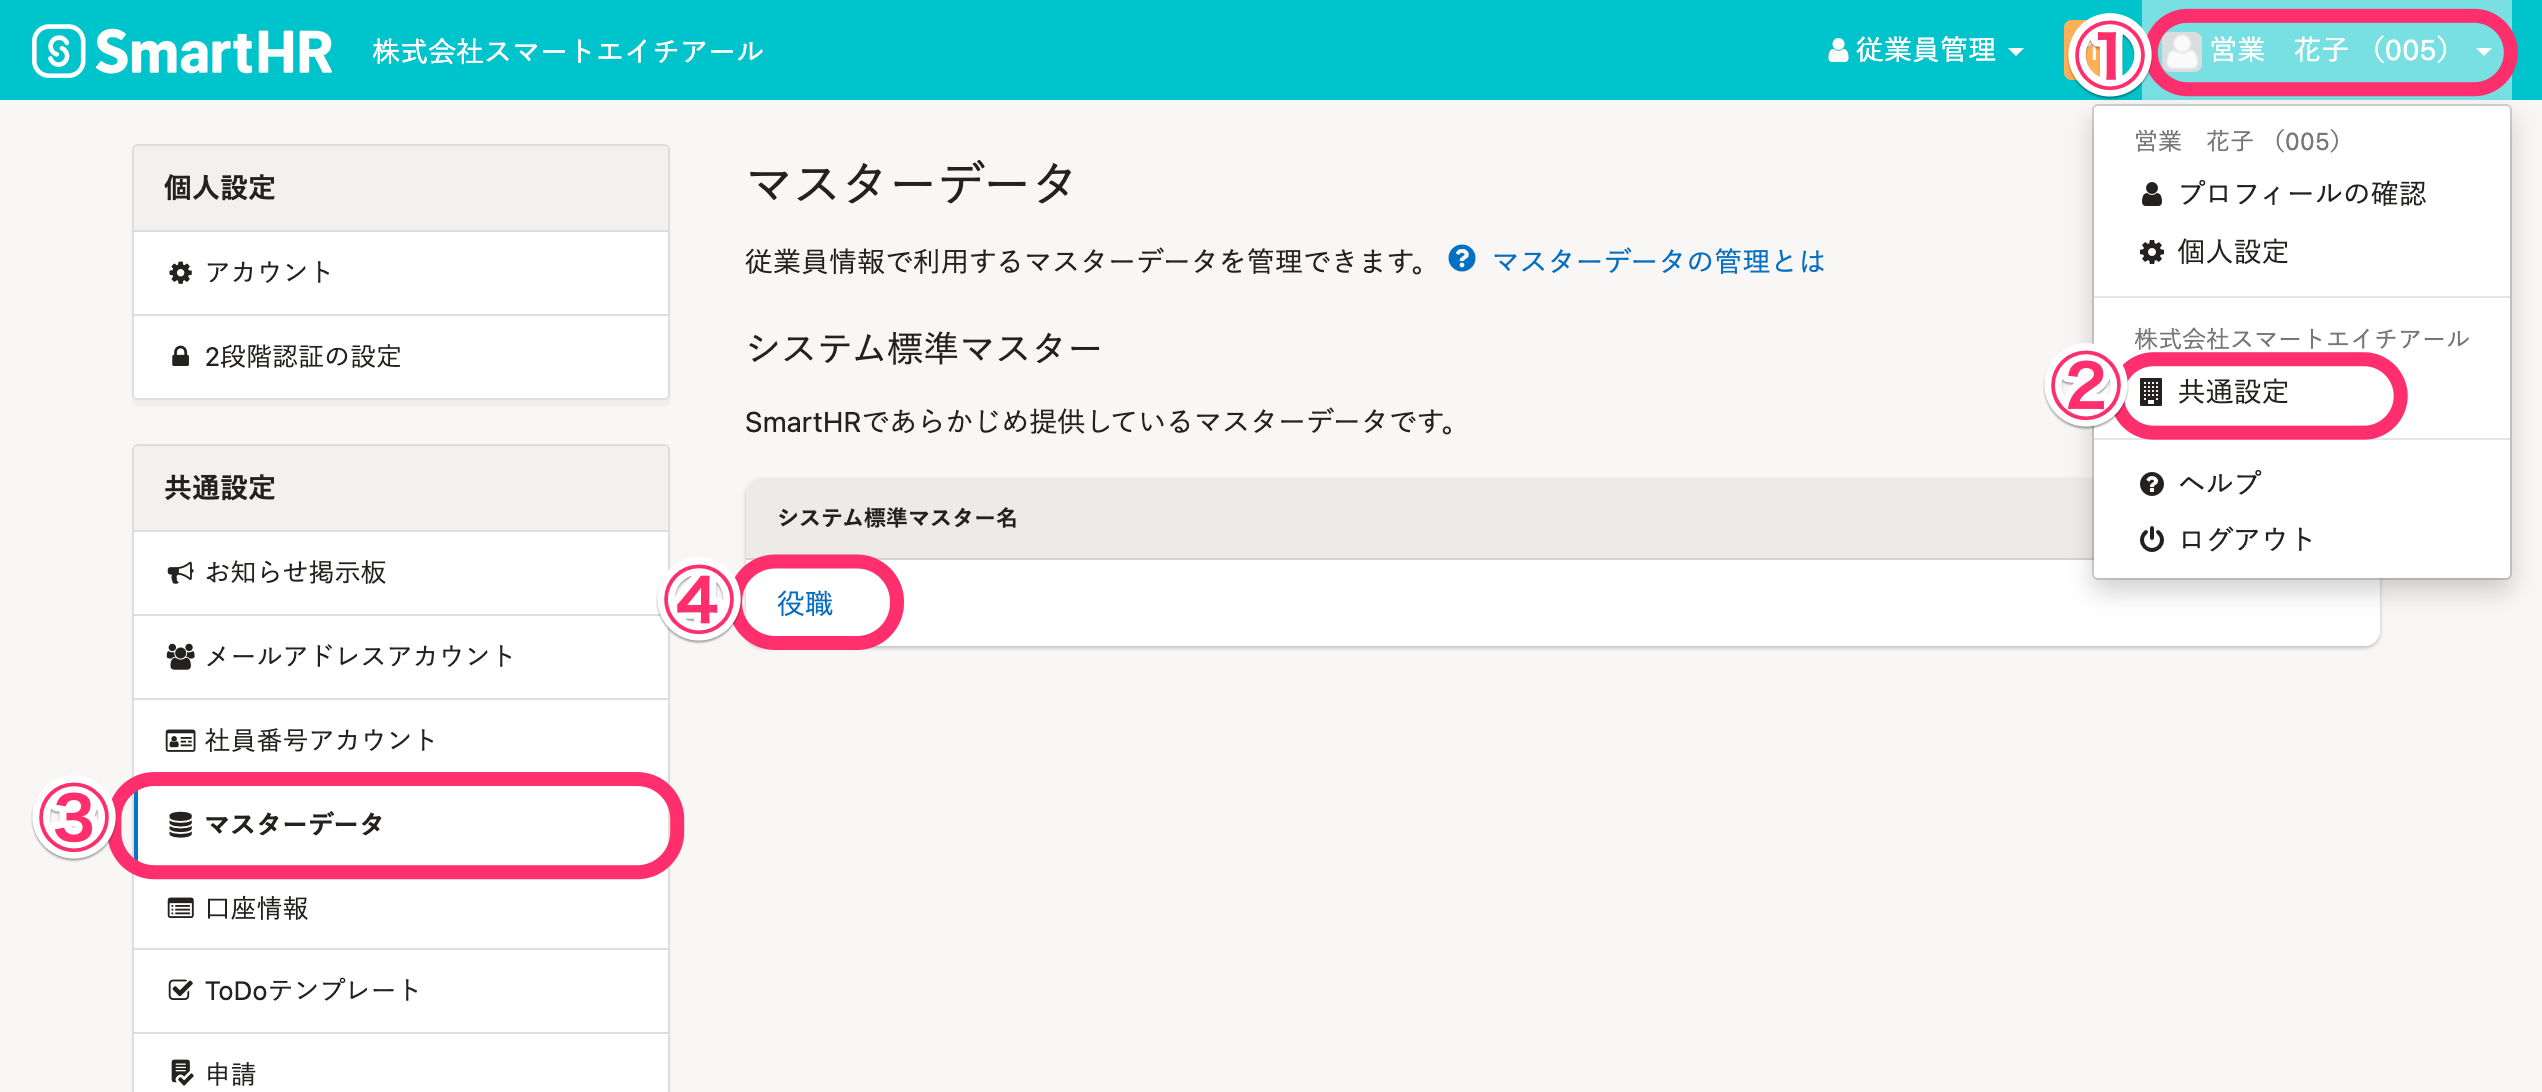 SmartHR 株式会社スマートエイチアール
従業員管理
① 営業　花子 （005）
営業　花子 （005）
プロフィールの確認
個人設定
株式会社スマートエイチアール
② 共通設定
ヘルプ
ログアウト
個人設定
アカウント
2段階認証の設定
共通設定
お知らせ掲示板
メールアドレスアカウント
社員番号アカウント
③ マスターデータ
口座情報
ToDoテンプレート
申請
マスターデータ
従業員情報で利用するマスターデータを管理できます。 マスターデータの管理とは
システム標準マスター
SmartHRであらかじめ提供しているマスターデータです。
システム標準マスター名
④ 役職